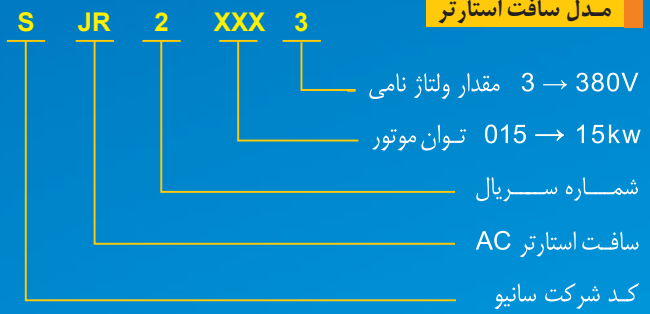 مدل سافت استارتر
S JR 2 XXX 3
مقدار ولتاژ نامی 3 → 380V
توان موتور 015 → 15kw
شماره سریال
سافت استارتر AC
کد شرکت سانیو